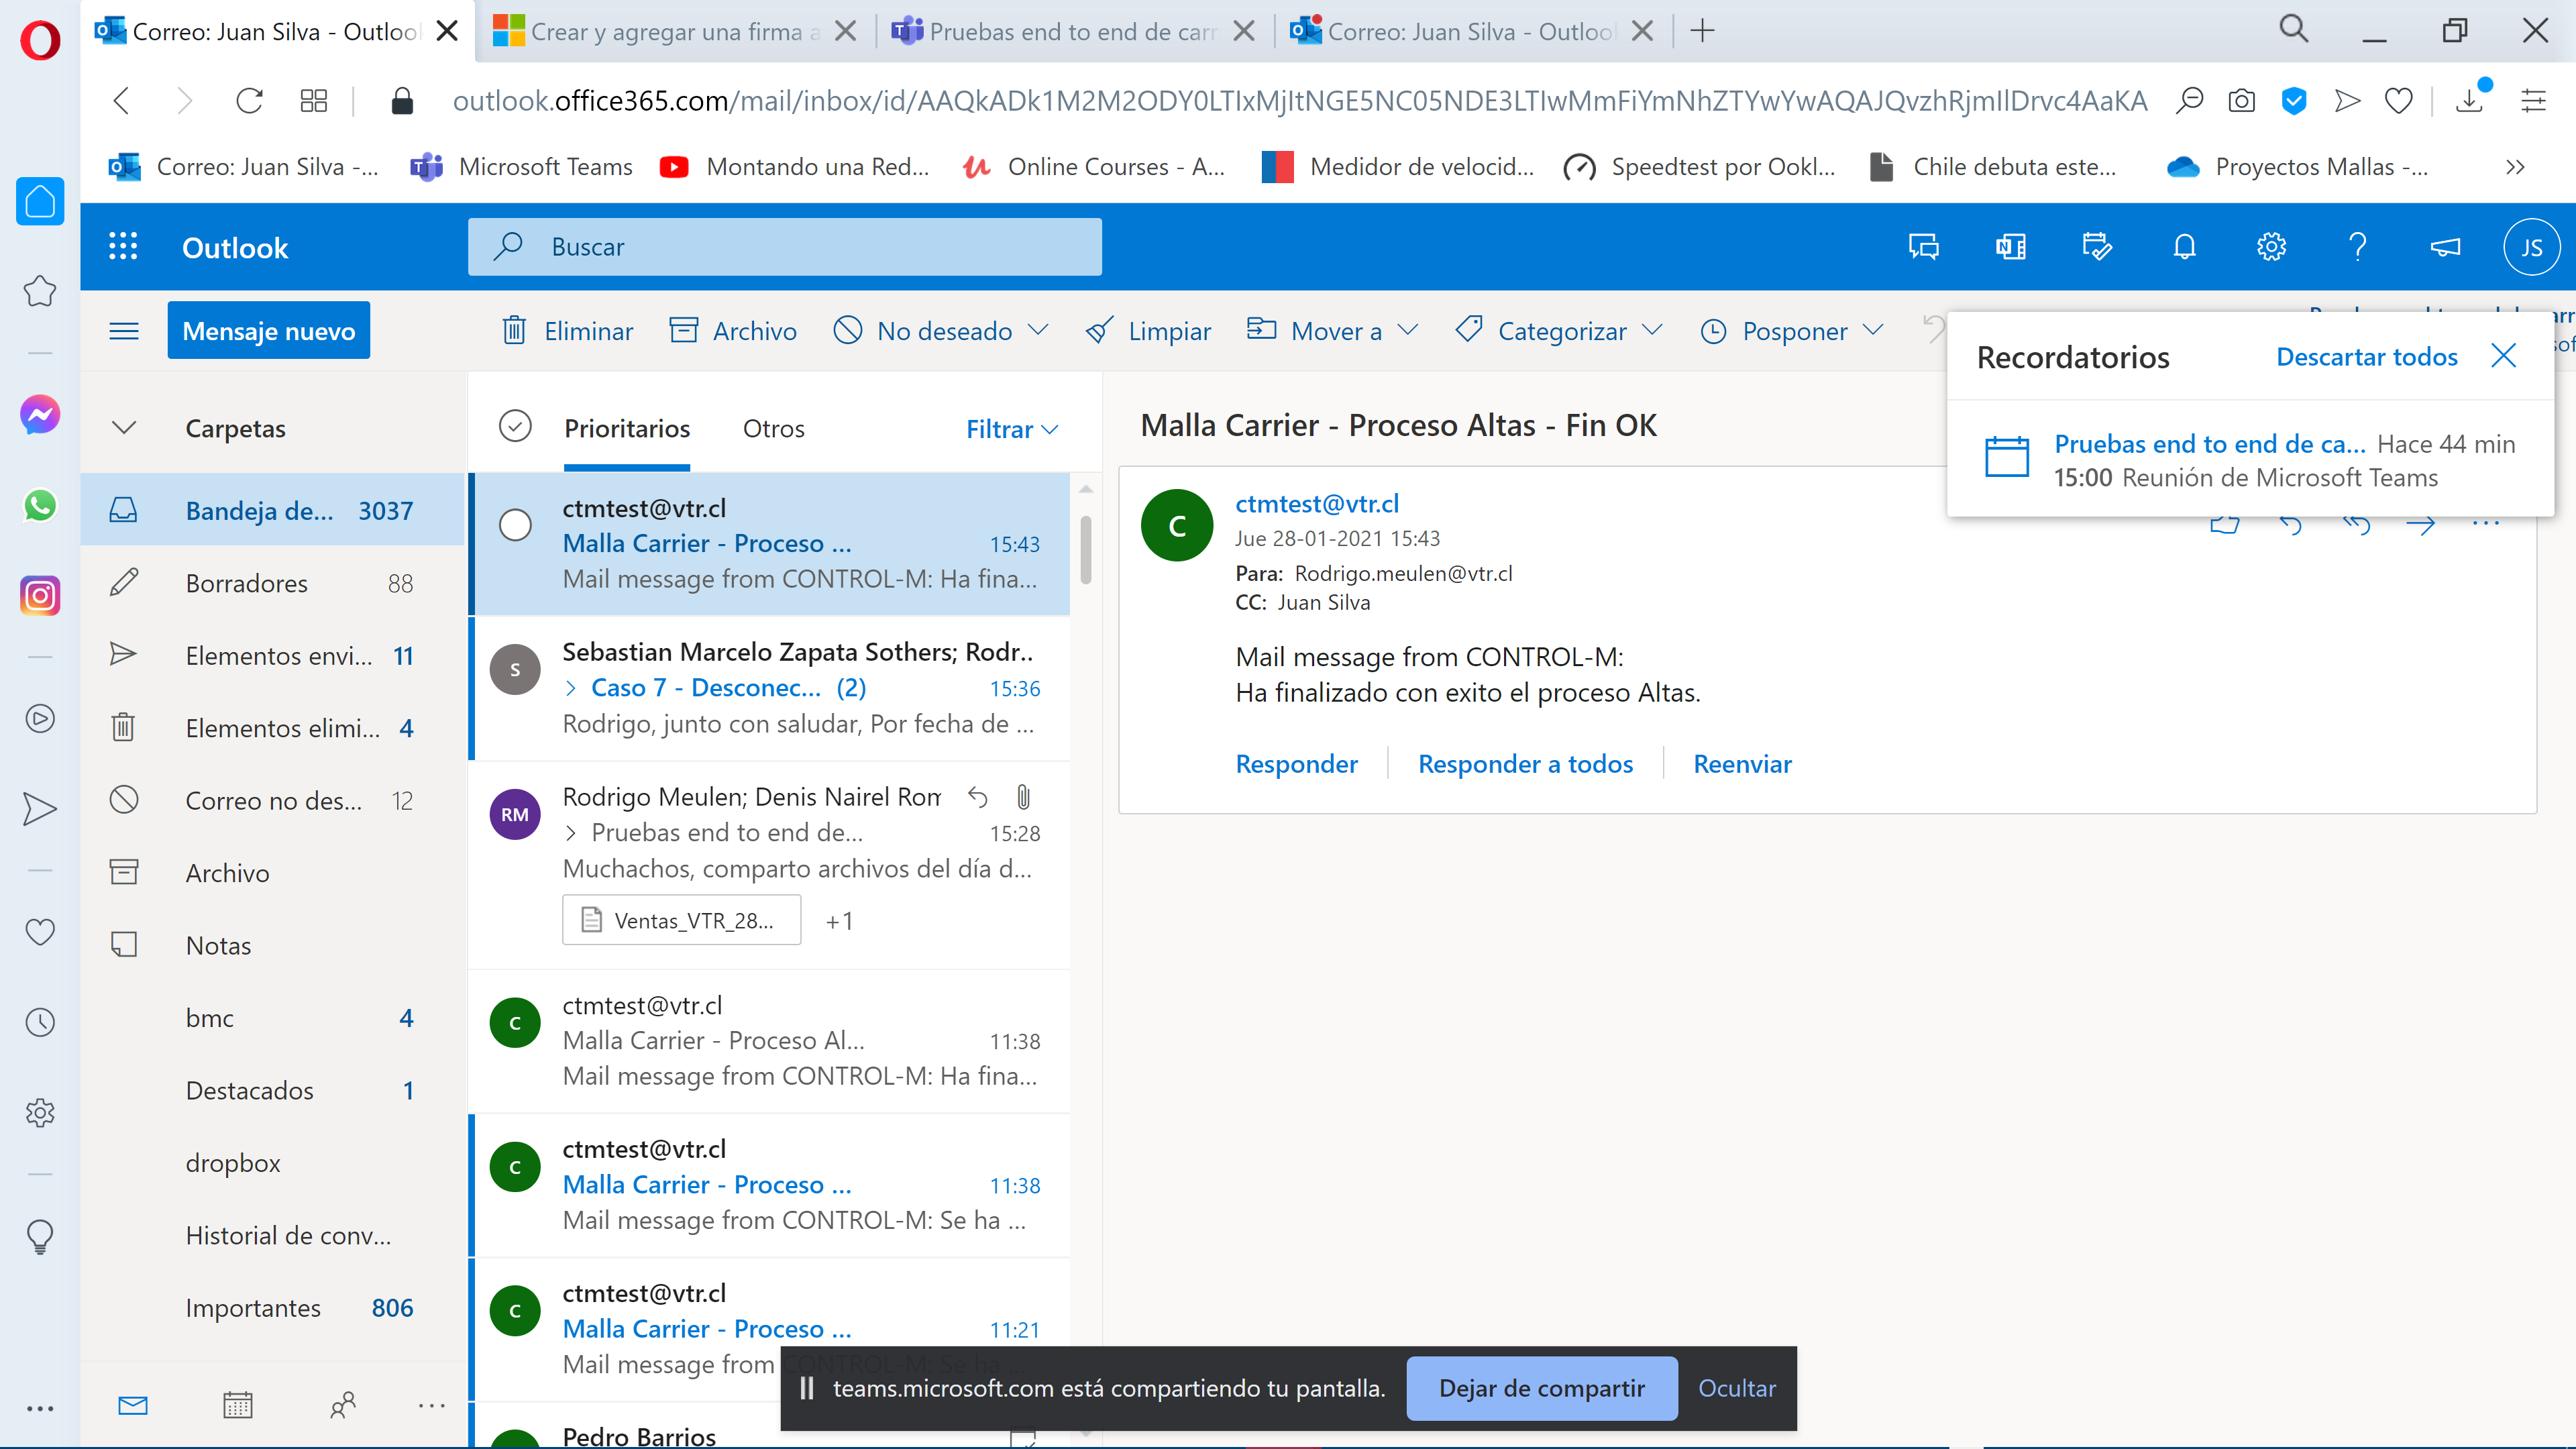 Correo: Juan Silva - Outloo
Crear y agregar una firma a
Pruebas end to end de carr
Correo: Juan Silva - Outloo
outlook.office365.com/mail/inbox/id/AAQkADk1M2M2ODY0LTIxMjItNGE5NC05NDE3LTIwMmFiYmNhZTYwYwAQAJQvzhRjmIlDrvc4AaKA
Correo: Juan Silva -...
Microsoft Teams
Montando una Red...
Online Courses - A...
Medidor de velocid...
Speedtest por Ookl...
Chile debuta este...
Proyectos Mallas -...
Outlook
Buscar
JS
Mensaje nuevo
Eliminar
Archivo
No deseado
Limpiar
Mover a
Categorizar
Posponer
Recordatorios
Descartar todos
Pruebas end to end de ca... Hace 44 min
15:00 Reunión de Microsoft Teams
Carpetas
Bandeja de... 3037
Borradores 88
Elementos envi... 11
Elementos elimi... 4
Correo no des... 12
Archivo
Notas
bmc 4
Destacados 1
dropbox
Historial de conv...
Importantes 806
Prioritarios
Otros
Filtrar
ctmtest@vtr.cl
Malla Carrier - Proceso ... 15:43
Mail message from CONTROL-M: Ha fina...
S
Sebastian Marcelo Zapata Sothers; Rodr...
> Caso 7 - Desconec... (2) 15:36
Rodrigo, junto con saludar, Por fecha de ...
RM
Rodrigo Meulen; Denis Nairel Rom
> Pruebas end to end de... 15:28
Muchachos, comparto archivos del día d...
Ventas_VTR_28... +1
C
ctmtest@vtr.cl
Malla Carrier - Proceso Al... 11:38
Mail message from CONTROL-M: Ha fina...
C
ctmtest@vtr.cl
Malla Carrier - Proceso ... 11:38
Mail message from CONTROL-M: Se ha ...
C
ctmtest@vtr.cl
Malla Carrier - Proceso ... 11:21
Mail message from CONTROL-M: Se ha ...
Pedro Barrios
Malla Carrier - Proceso Altas - Fin OK
C
ctmtest@vtr.cl
Jue 28-01-2021 15:43
Para: Rodrigo.meulen@vtr.cl
CC: Juan Silva
Mail message from CONTROL-M:
Ha finalizado con exito el proceso Altas.
Responder
Responder a todos
Reenviar
teams.microsoft.com está compartiendo tu pantalla.
Dejar de compartir
Ocultar